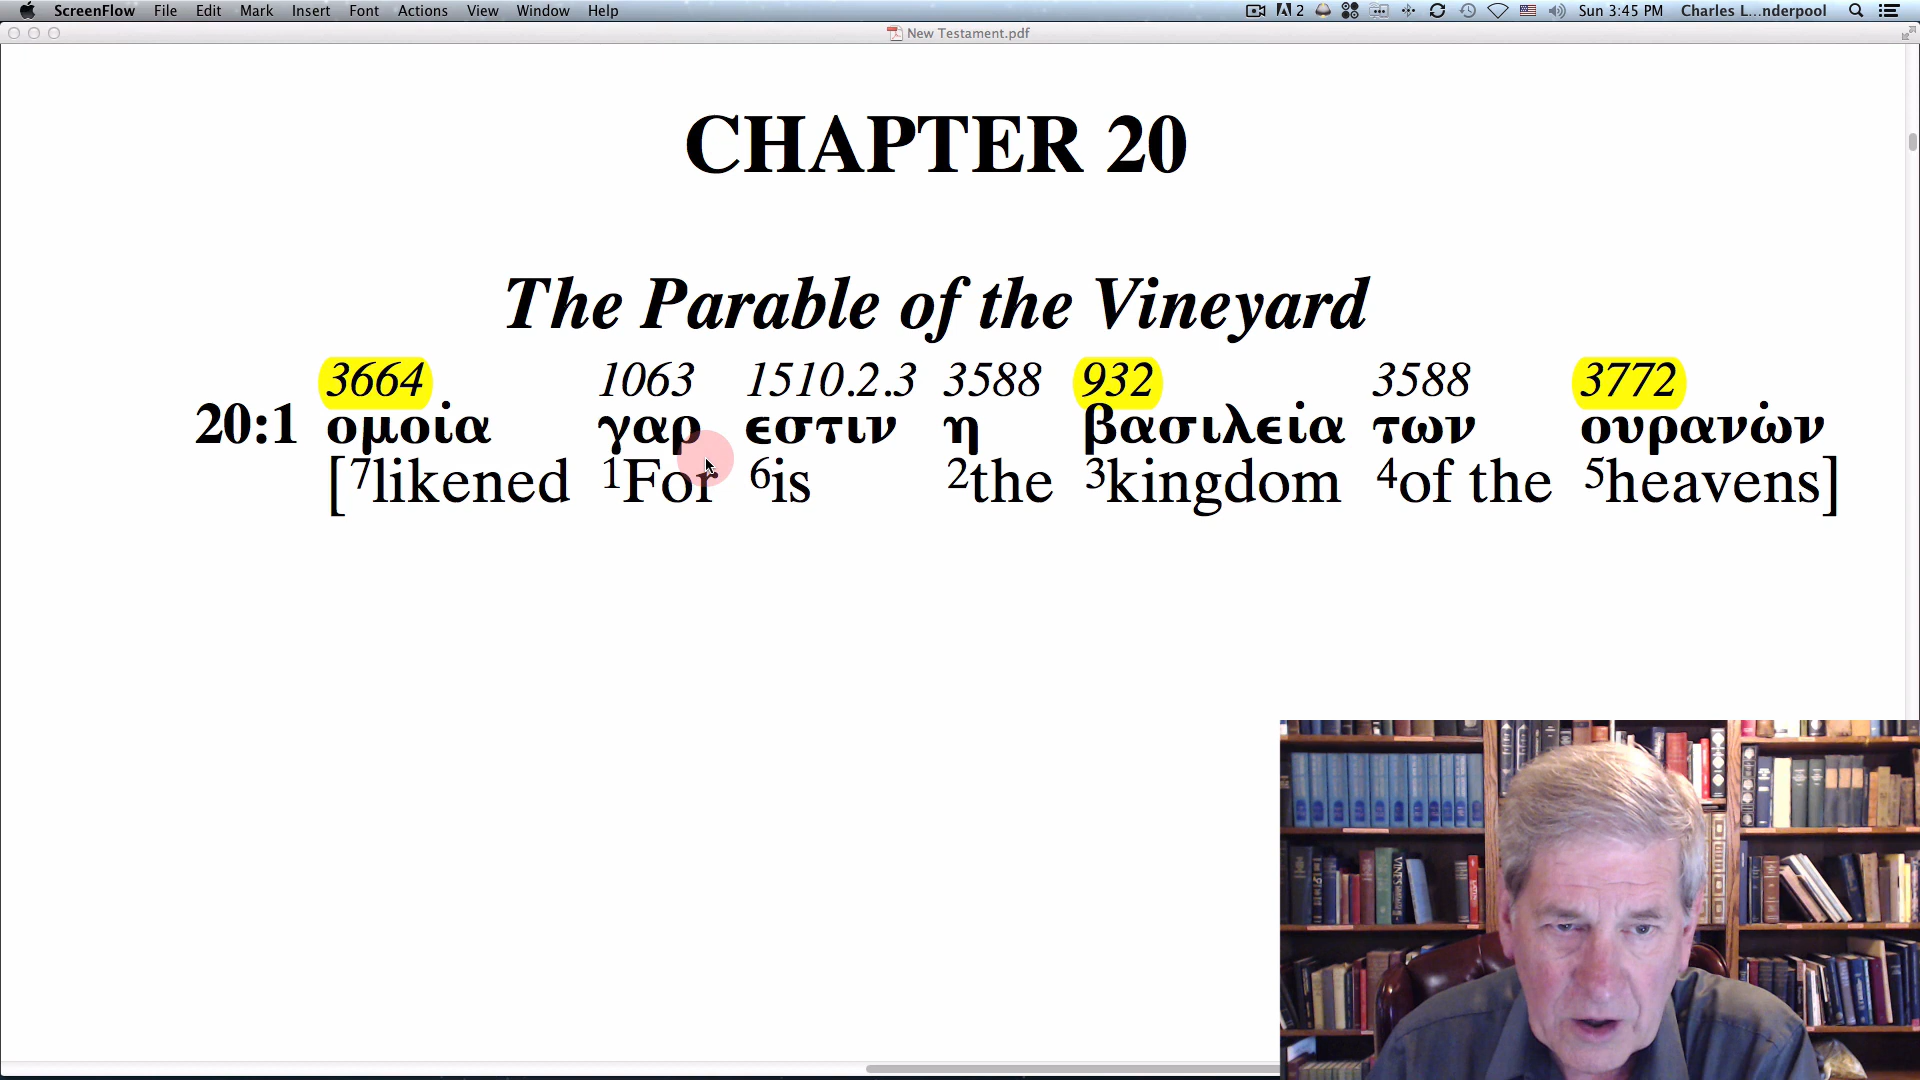 ScreenFlow File Edit Mark Insert Font Actions View Window Help 2 Sun 3:45 PM Charles L...nderpool
New Testament.pdf
CHAPTER 20
The Parable of the Vineyard
3664 1063 1510.2.3 3588 932 3588 3772
20:1 ομοία γαρ εστιν η βασιλεία των ουρανών
[7likened 1For 6is 2the 3kingdom 4of the 5heavens]